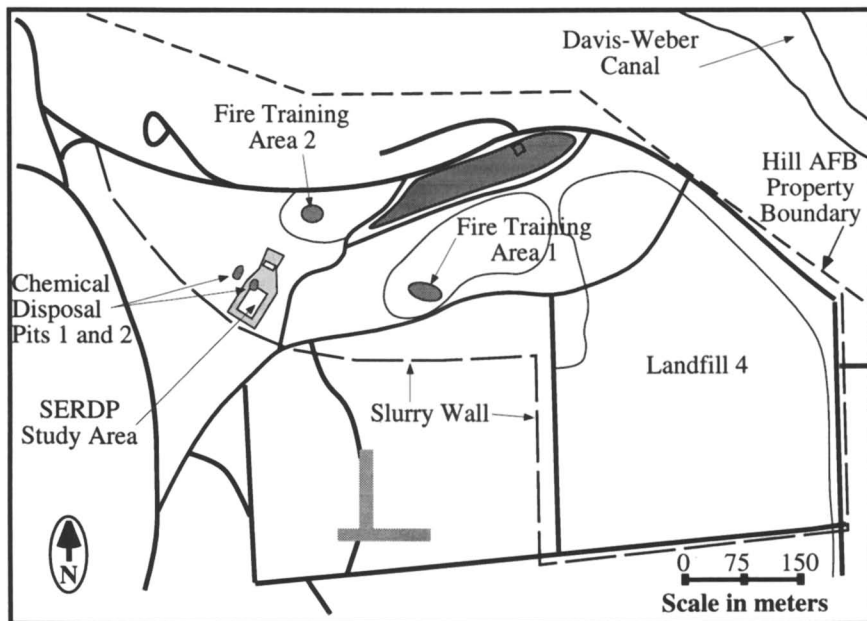 Davis-Weber
Canal
Fire Training
Area 2
Hill AFB
Property
Boundary
Fire Training
Area 1
Chemical
Disposal
Pits 1 and 2
Landfill 4
SERDP
Study Area
Slurry Wall
N
0 75 150
Scale in meters